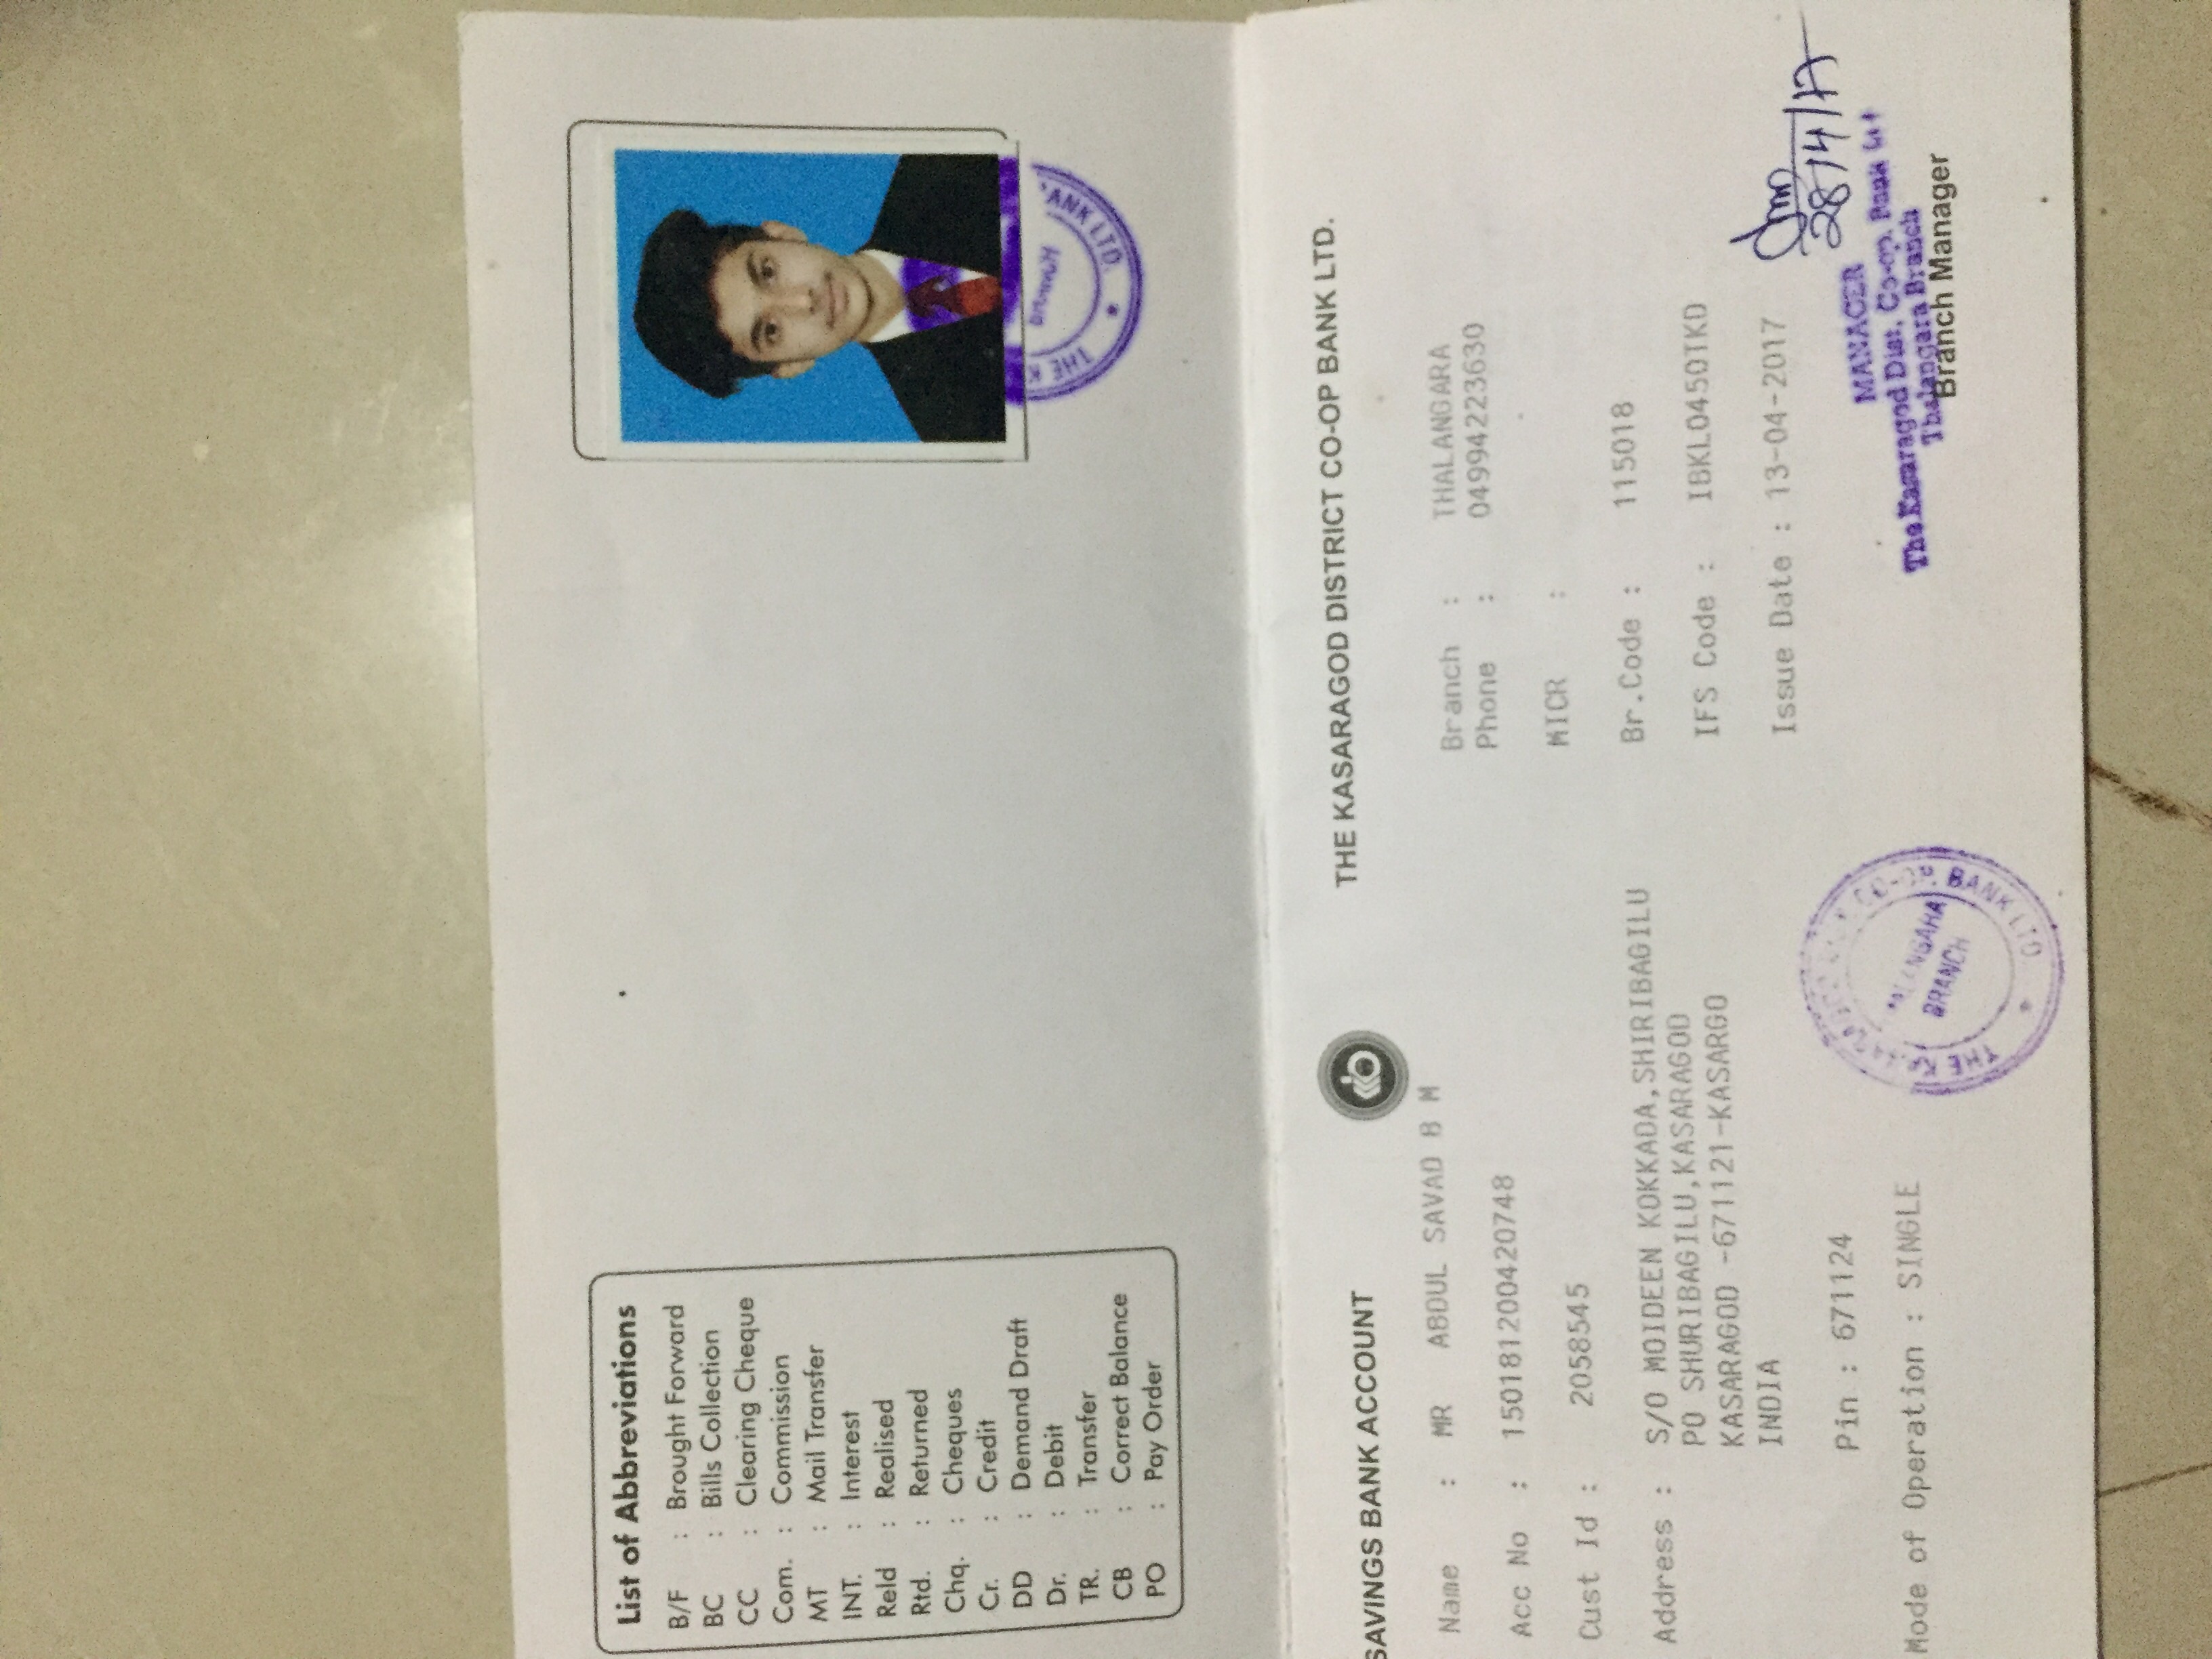 List of Abbreviations
B/F : Brought Forward
BC : Bills Collection
CC : Clearing Cheque
Com. : Commission
MT : Mail Transfer
INT. : Interest
Reld : Realised
Rtd. : Returned
Chq. : Cheques
Cr. : Credit
DD : Demand Draft
Dr. : Debit
TR. : Transfer
CB : Correct Balance
PO : Pay Order
THE K
BRANCH
ANK LTD.
SAVINGS BANK ACCOUNT
THE KASARAGOD DISTRICT CO-OP BANK LTD.
Name : MR ABDUL SAVAD B M
Acc No : 150181200420748
Cust Id : 2058545
Address : S/O MOIDEEN KOKKADA,SHIRIBAGILU
PO SHURIBAGILU,KASARAGOD
KASARAGOD -671121-KASARGO
INDIA
Pin : 671124
Mode of Operation : SINGLE
Branch : THALANGARA
Phone : 04994223630
MICR :
Br.Code : 115018
IFS Code : IBKL0450TKD
Issue Date : 13-04-2017
28/4/17
MANAGER
The Kasaragod Dist. Co-op. Bank Ltd
Thalangara Branch
Branch Manager
THE KASARAGOD DIST CO-OP. BANK LTD.
BRANCH